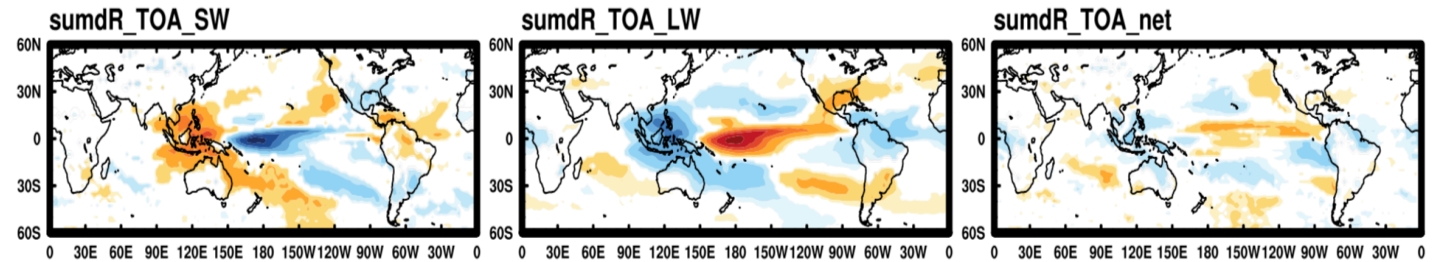 sumdR_TOA_SW sumdR_TOA_LW sumdR_TOA_net
60N 60N 60N
30N 30N 30N
0 0 0
30S 30S 30S
60S 60S 60S
0 30E 60E 90E 120E 150E 180 150W 120W 90W 60W 30W 0 30E 60E 90E 120E 150E 180 150W 120W 90W 60W 30W 0 30E 60E 90E 120E 150E 180 150W 120W 90W 60W 30W 0